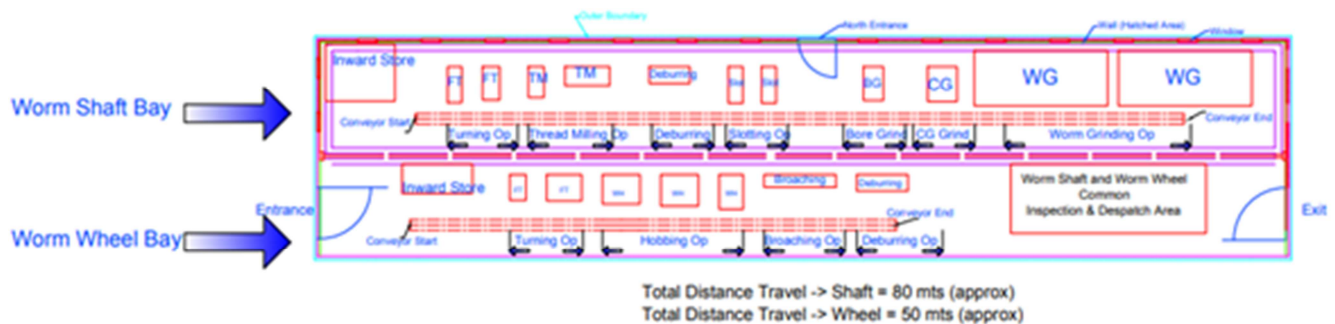 Outer Boundary
North Entrance
Wall (Hatched Area)
Window
Inward Store
FT
FT
TM
TM
Deburring
Slot
Slot
BG
CG
WG
WG
Worm Shaft Bay
Conveyor Start
Conveyor End
Turning Op
Thread Milling Op
Deburring
Slotting Op
Bore Grind
CG Grind
Worm Grinding Op
Inward Store
FT
FT
Broaching
Deburring
Worm Shaft and Worm Wheel
Common
Inspection & Despatch Area
Entrance
Exit
Conveyor End
Worm Wheel Bay
Conveyor Start
Turning Op
Hobbing Op
Broaching Op
Deburring Op
Total Distance Travel -> Shaft = 80 mts (approx)
Total Distance Travel -> Wheel = 50 mts (approx)